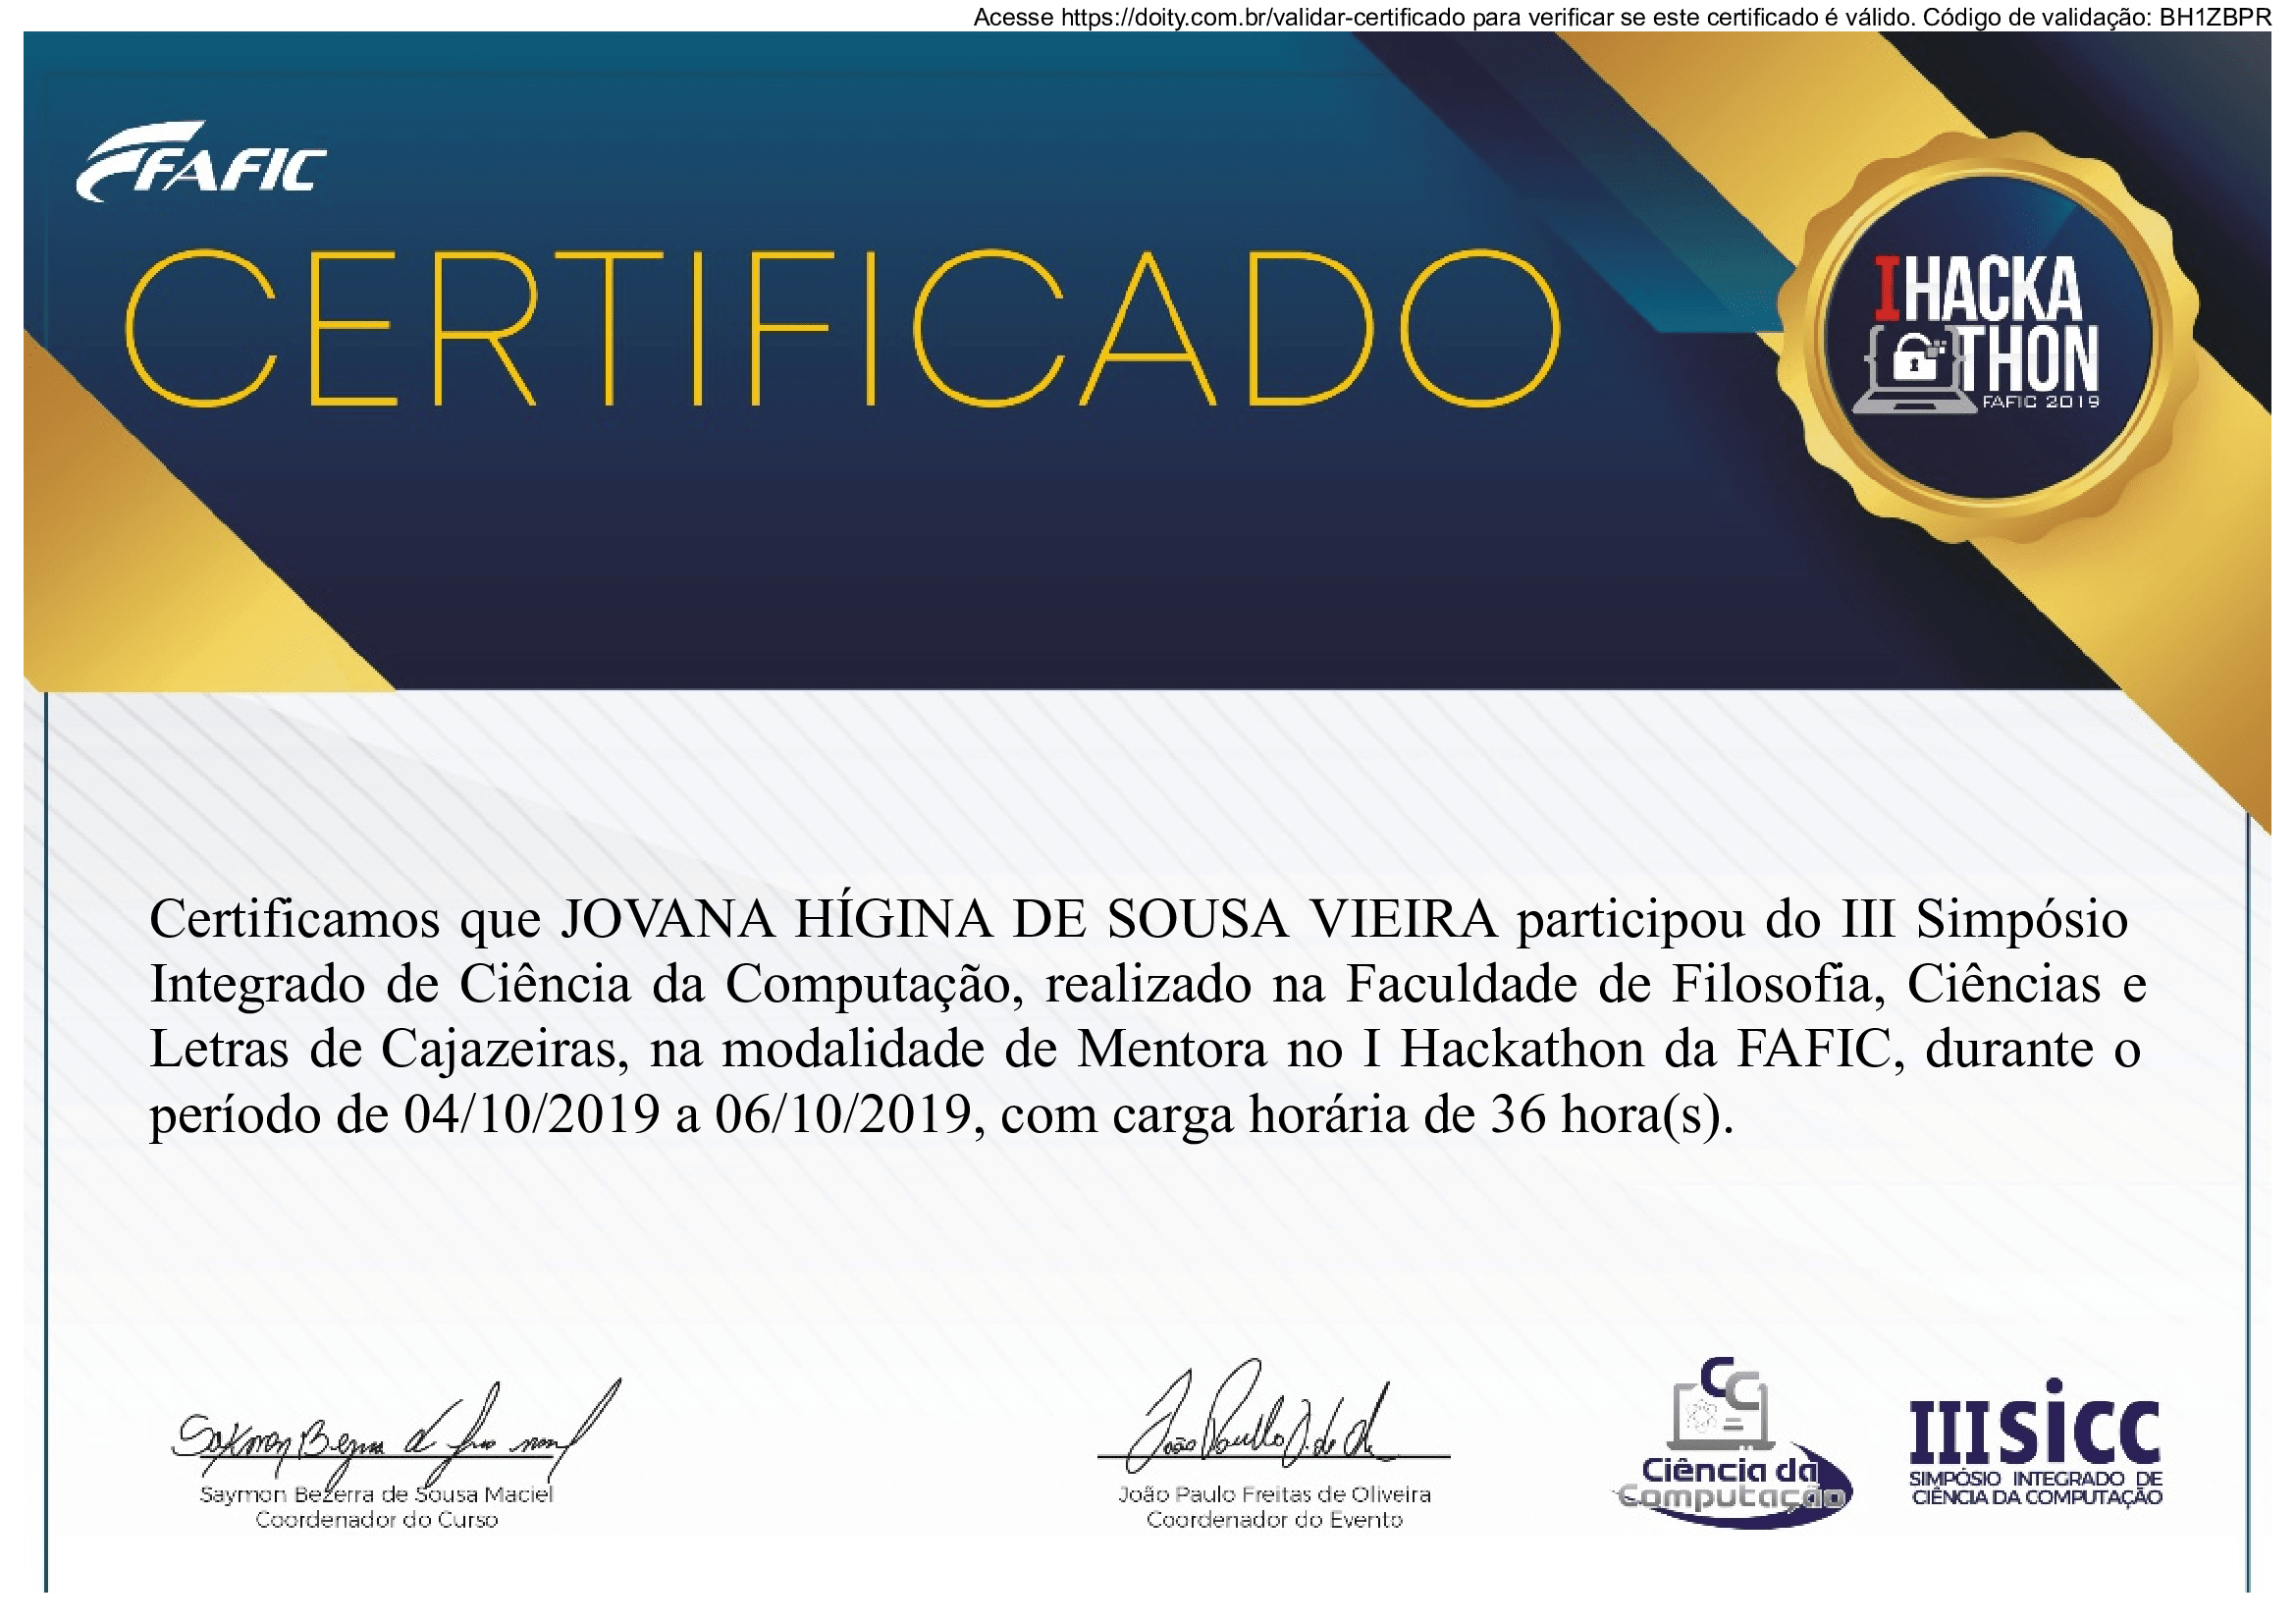 Acesse https://doity.com.br/validar-certificado para verificar se este certificado é válido. Código de validação: BH1ZBPR
FAFIC
CERTIFICADO
I HACKA
THON
FAFIC 2019
Certificamos que JOVANA HÍGINA DE SOUSA VIEIRA participou do III Simpósio
Integrado de Ciência da Computação, realizado na Faculdade de Filosofia, Ciências e
Letras de Cajazeiras, na modalidade de Mentora no I Hackathon da FAFIC, durante o
período de 04/10/2019 a 06/10/2019, com carga horária de 36 hora(s).
Saymon Bezerra de Sousa Maciel
Coordenador do Curso
João Paulo Freitas de Oliveira
Coordenador do Evento
CC
Ciência da
Computação
III SiCC
SIMPÓSIO INTEGRADO DE
CIÊNCIA DA COMPUTAÇÃO